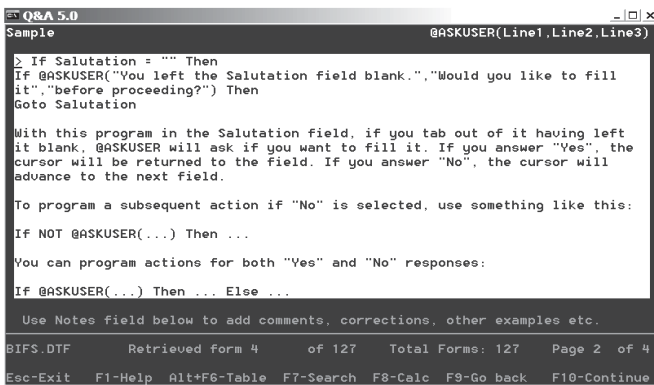 Q&A 5.0
Sample @ASKUSER(Line1,Line2,Line3)
> If Salutation = "" Then
If @ASKUSER("You left the Salutation field blank.","Would you like to fill
it","before proceeding?") Then
Goto Salutation
With this program in the Salutation field, if you tab out of it having left
it blank, @ASKUSER will ask if you want to fill it. If you answer "Yes", the
cursor will be returned to the field. If you answer "No", the cursor will
advance to the next field.
To program a subsequent action if "No" is selected, use something like this:
If NOT @ASKUSER(...) Then ...
You can program actions for both "Yes" and "No" responses:
If @ASKUSER(...) Then ... Else ...
Use Notes field below to add comments, corrections, other examples etc.
BIFS.DTF Retrieved form 4 of 127 Total Forms: 127 Page 2 of 4
Esc-Exit F1-Help Alt+F6-Table F7-Search F8-Calc F9-Go back F10-Continue